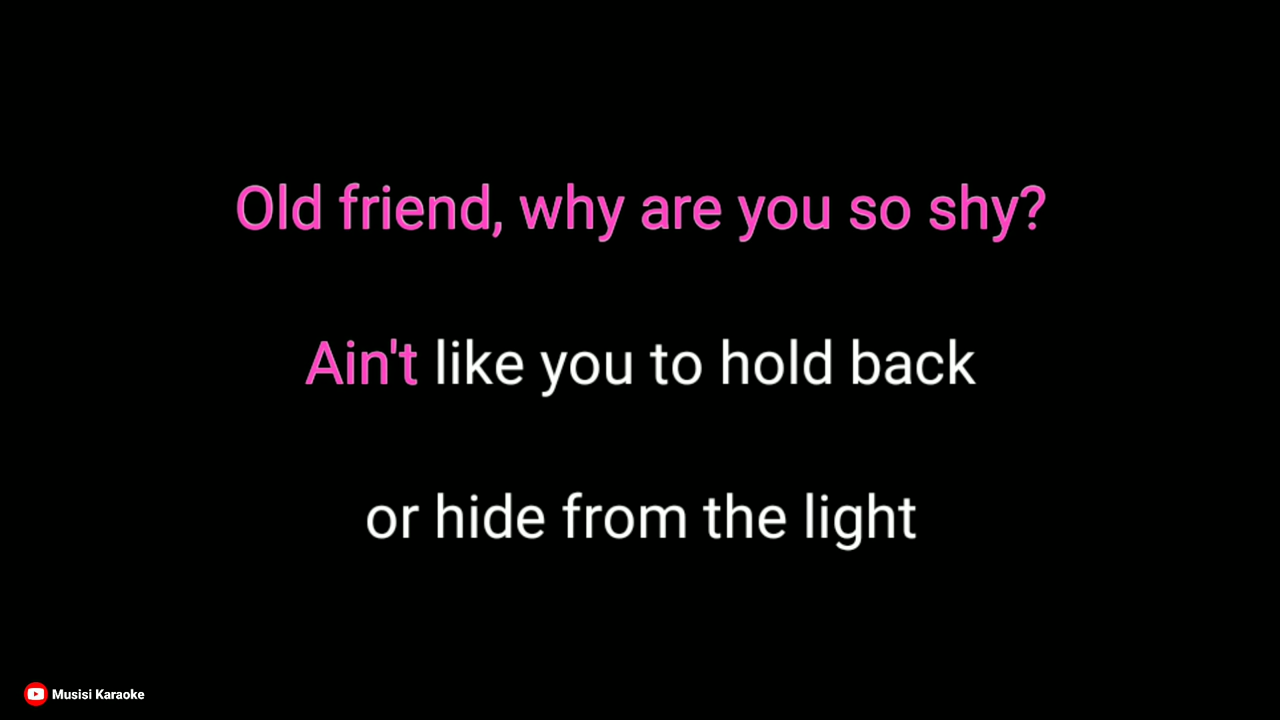 Old friend, why are you so shy?
Ain't like you to hold back
or hide from the light
Musisi Karaoke